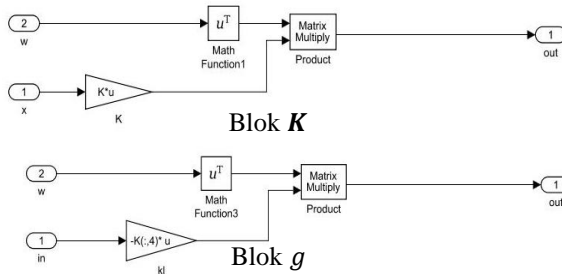 2
w
u^T
Math
Function1
Matrix
Multiply
Product
1
out
1
x
K*u
K
Blok K
2
w
u^T
Math
Function3
Matrix
Multiply
Product
1
out
1
in
-K(:,4)* u
kl
Blok g